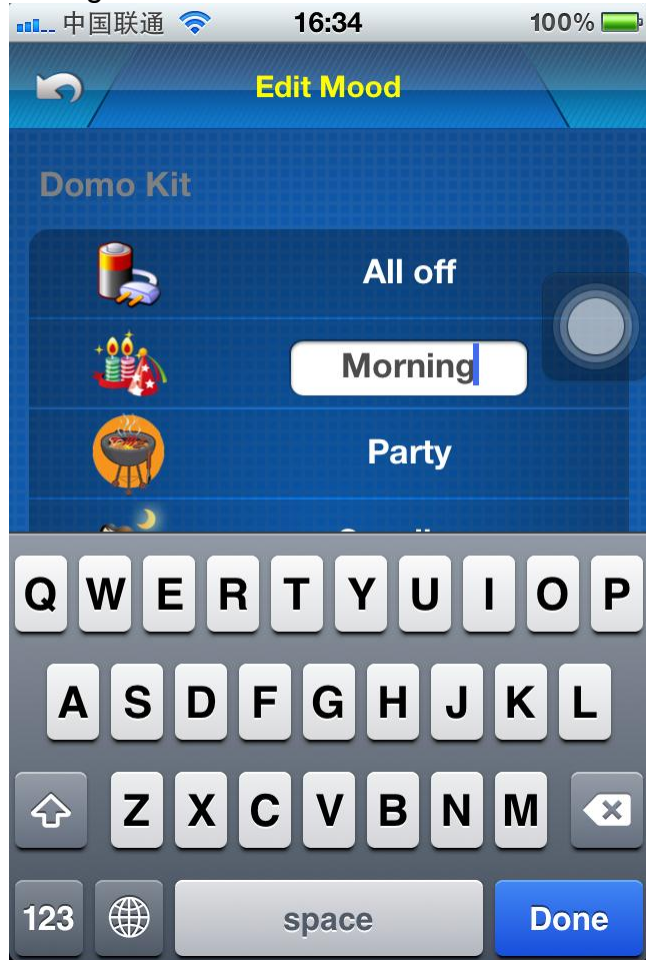 中国联通 16:34 100%
Edit Mood
Domo Kit
All off
Morning
Party
Q W E R T Y U I O P
A S D F G H J K L
Z X C V B N M
123 space Done